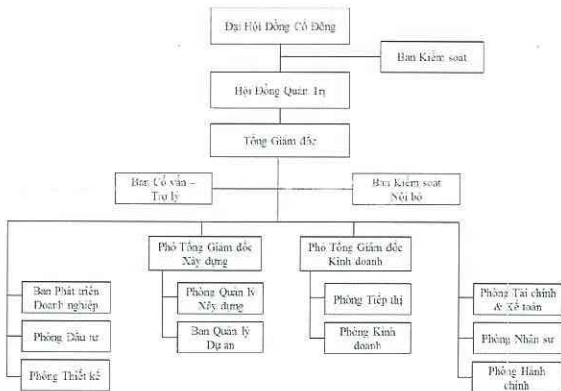 Đại Hội Đồng Cổ Đông
Ban Kiểm soát
Hội Đồng Quản Trị
Tổng Giám đốc
Ban Cố vấn –
Trợ lý
Ban Kiểm soát
Nội bộ
Phó Tổng Giám đốc
Xây dựng
Phó Tổng Giám đốc
Kinh doanh
Ban Phát triển
Doanh nghiệp
Phòng Quản lý
Xây dựng
Phòng Tiếp thị
Phòng Tài chính
& Kế toán
Phòng Đầu tư
Ban Quản lý
Dự án
Phòng Kinh
doanh
Phòng Nhân sự
Phòng Thiết kế
Phòng Hành
chính